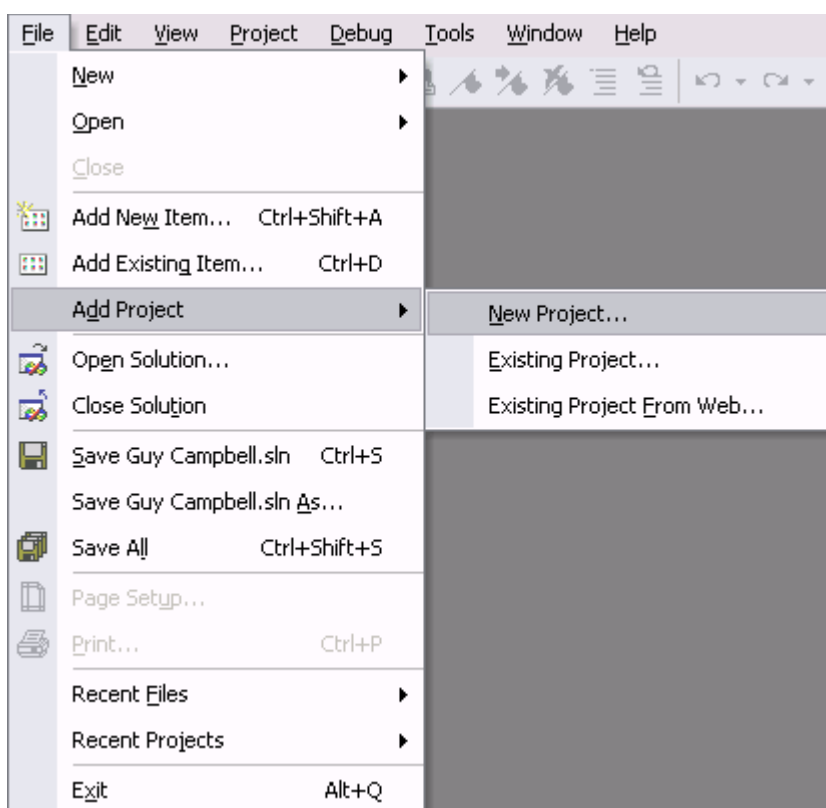 File Edit View Project Debug Tools Window Help
New
Open
Close
Add New Item... Ctrl+Shift+A
Add Existing Item... Ctrl+D
Add Project
New Project...
Existing Project...
Existing Project From Web...
Open Solution...
Close Solution
Save Guy Campbell.sln Ctrl+S
Save Guy Campbell.sln As...
Save All Ctrl+Shift+S
Page Setup...
Print... Ctrl+P
Recent Files
Recent Projects
Exit Alt+Q